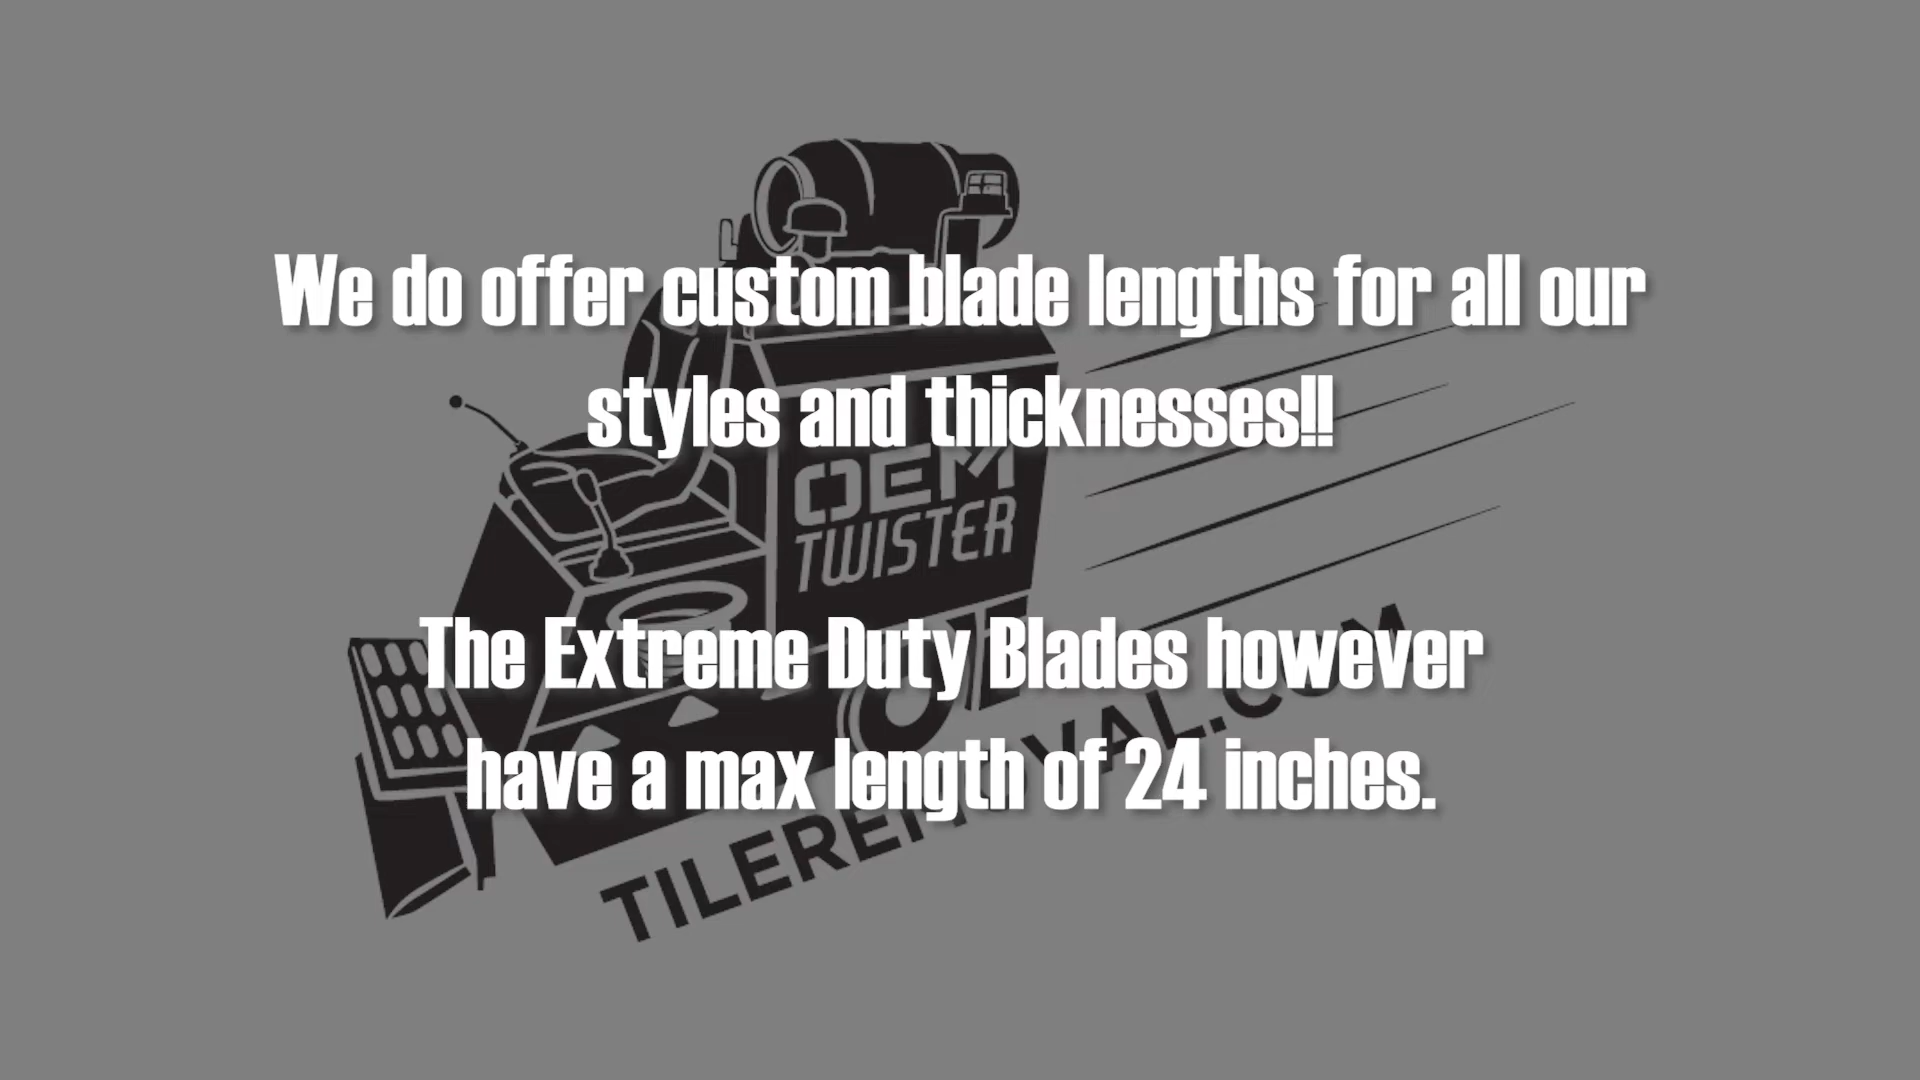 We do offer custom blade lengths for all our
styles and thicknesses!!
OEM
TWISTER
The Extreme Duty Blades however
have a max length of 24 inches.
TILEREMOVAL.COM